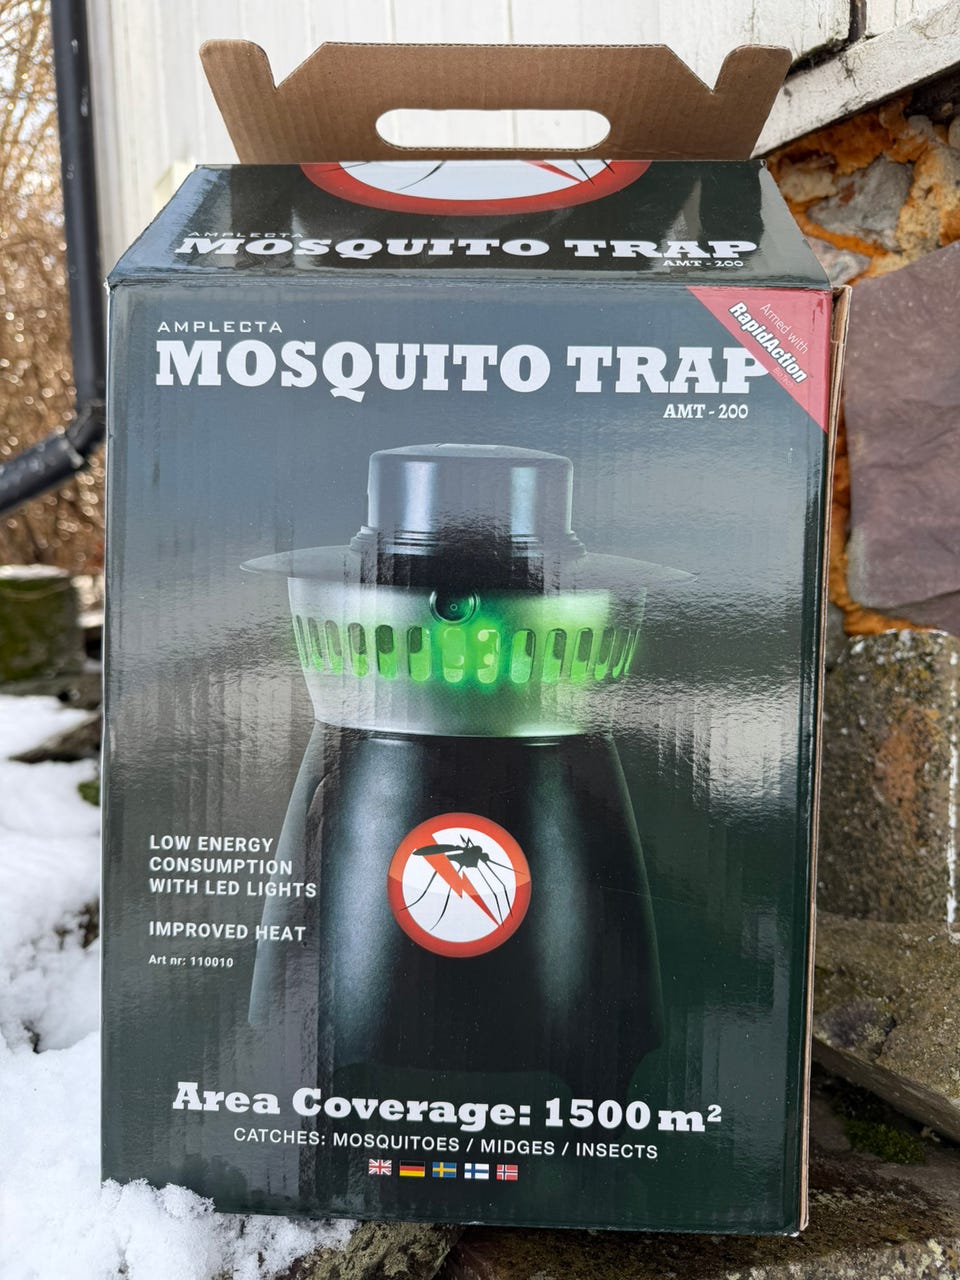 AMPLECTA
MOSQUITO TRAP
AMT - 200
AMPLECTA
MOSQUITO TRAP
AMT - 200
Armed with
RapidAction
BioTech
LOW ENERGY
CONSUMPTION
WITH LED LIGHTS
IMPROVED HEAT
Art nr: 110010
Area Coverage: 1500 m²
CATCHES: MOSQUITOES / MIDGES / INSECTS